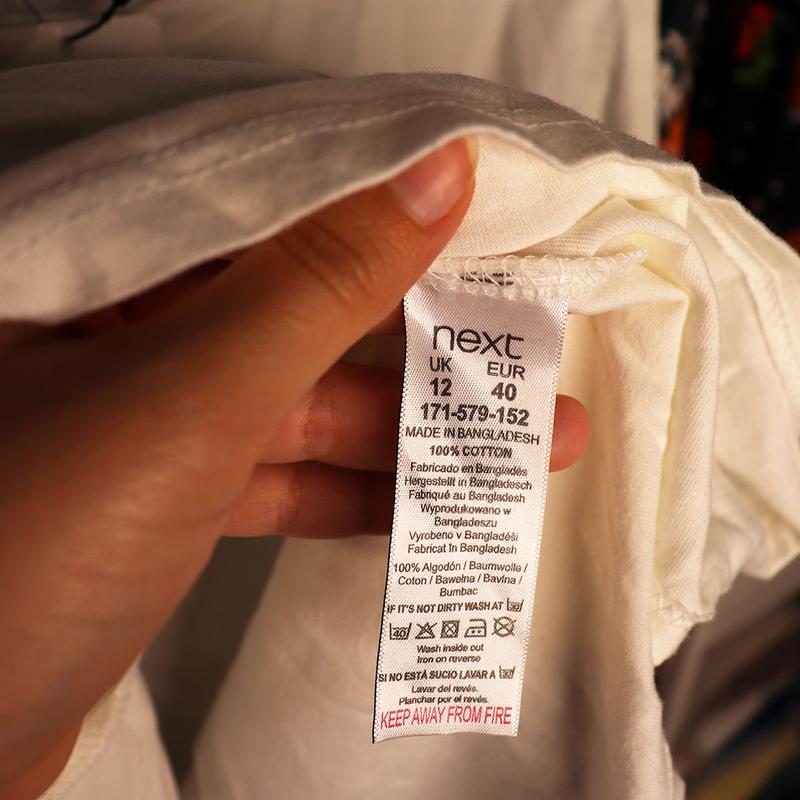 next
UK EUR
12 40
171-579-152
MADE IN BANGLADESH
100% COTTON
Fabricado en Bangladés
Hergestellt in Bangladesch
Fabriqué au Bangladesh
Wyprodukowano w
Bangladeszu
Vyrobeno v Bangladéši
Fabricat în Bangladesh
100% Algodón / Baumwolle /
Coton / Bawełna / Bavlna /
Bumbac
IF IT'S NOT DIRTY WASH AT 30
40
Wash inside out
Iron on reverse
SI NO ESTÁ SUCIO LAVAR A 30
Lavar del revés.
Planchar por el revés.
KEEP AWAY FROM FIRE